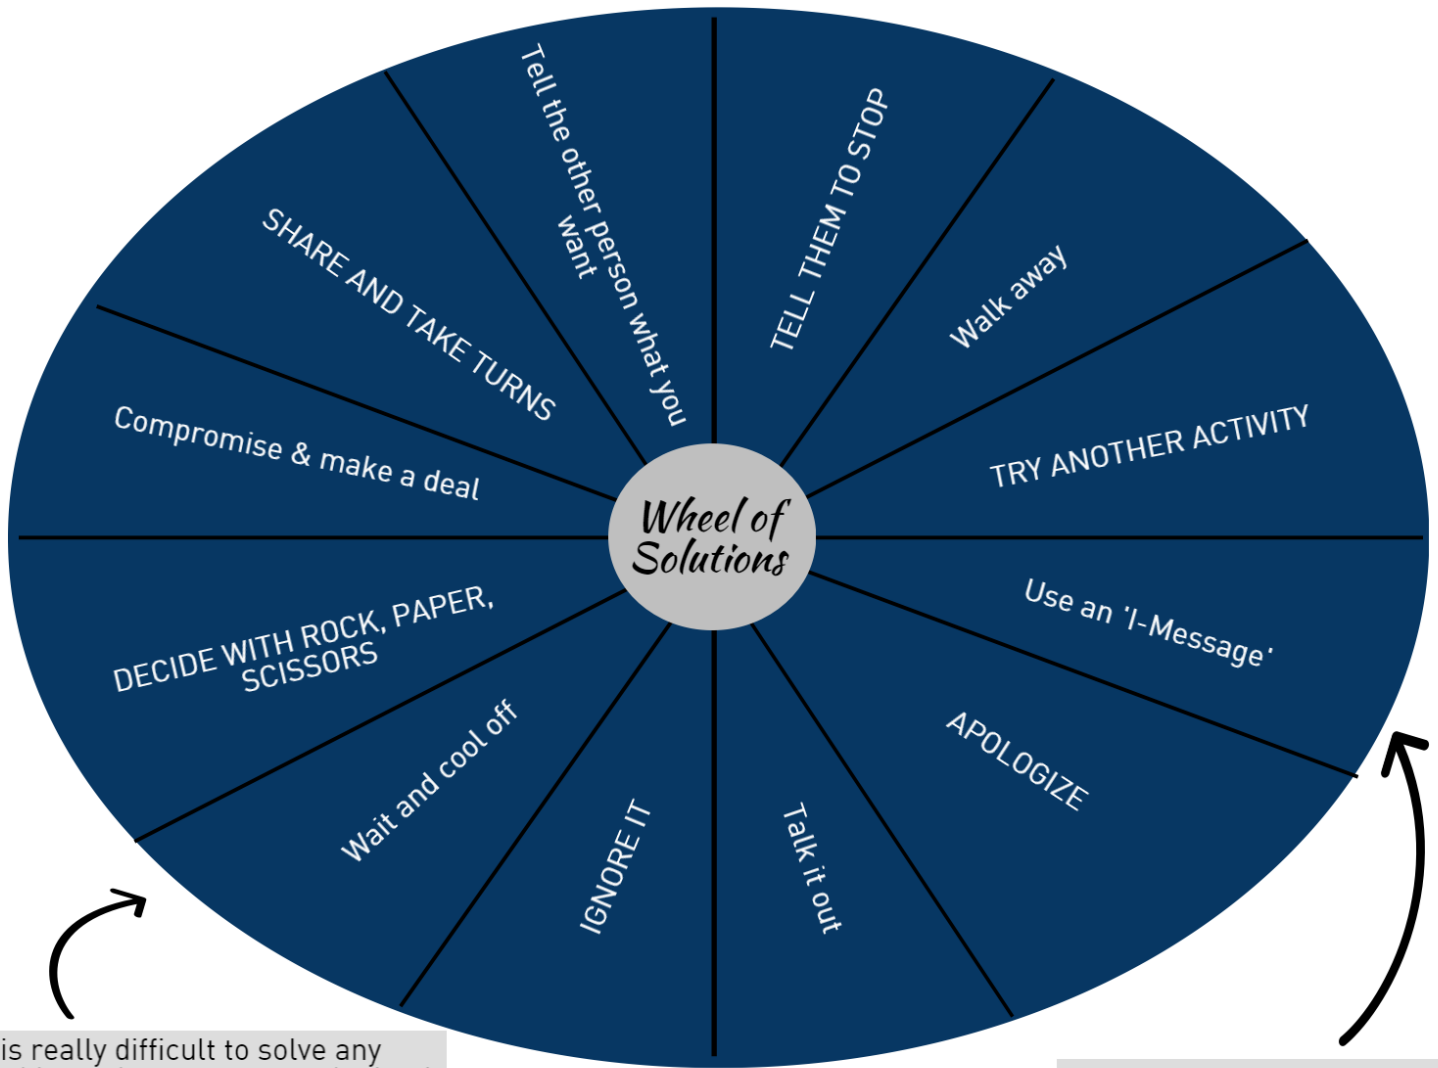 Tell the other person what you
want
TELL THEM TO STOP
Walk away
TRY ANOTHER ACTIVITY
Use an 'I-Message'
APOLOGIZE
Talk it out
IGNORE IT
Wait and cool off
DECIDE WITH ROCK, PAPER,
SCISSORS
Compromise & make a deal
SHARE AND TAKE TURNS
Wheel of
Solutions
is really difficult to solve any